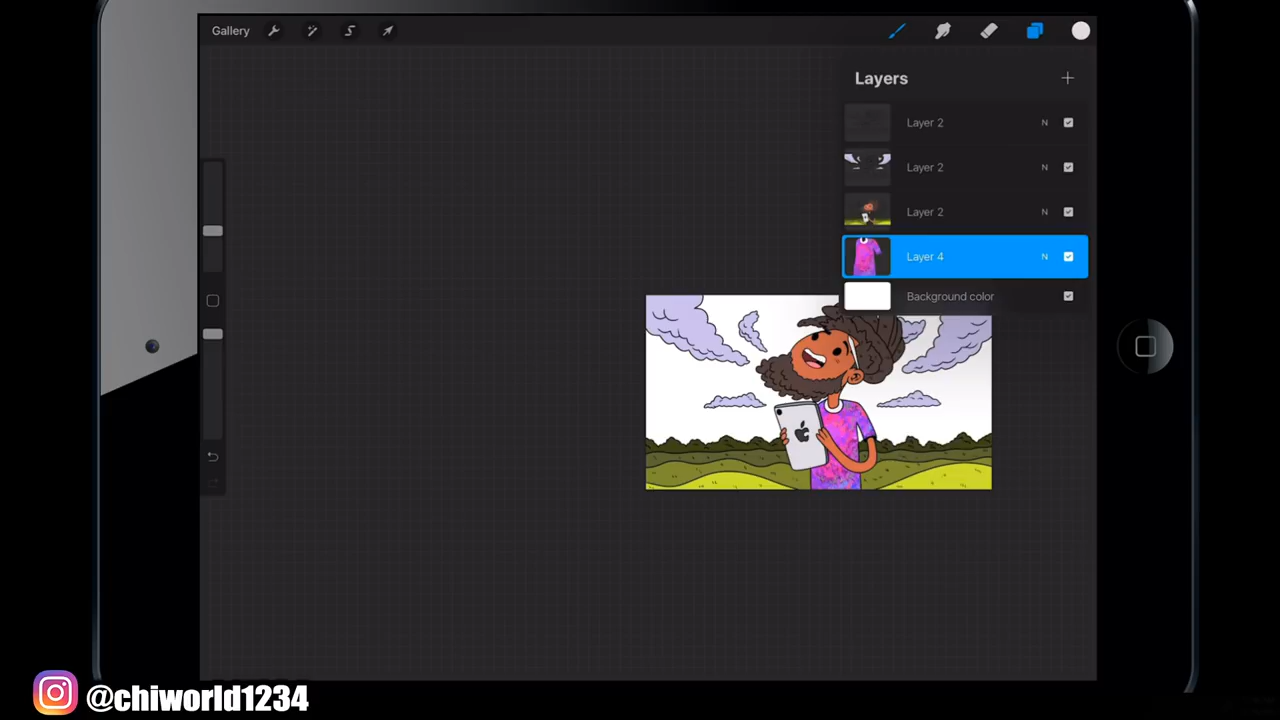 Gallery
Layers
Layer 2 N
Layer 2 N
Layer 2 N
Layer 4 N
Background color
@chiworld1234